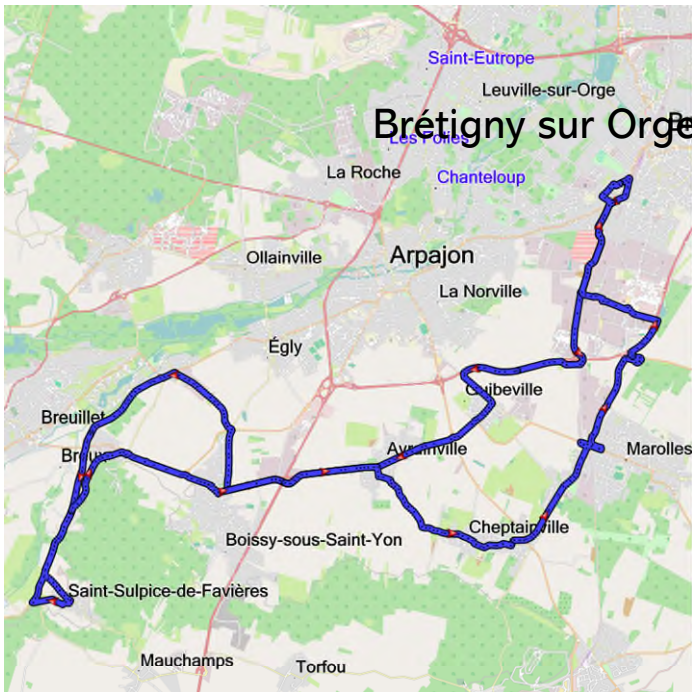 Saint-Eutrope
Leuville-sur-Orge
Brétigny sur Orge
Les Folies
La Roche
Chanteloup
Ollainville
Arpajon
La Norville
Égly
Guibeville
Breuillet
Avrainville
Marolles
Cheptainville
Boissy-sous-Saint-Yon
Saint-Sulpice-de-Favières
Mauchamps
Torfou